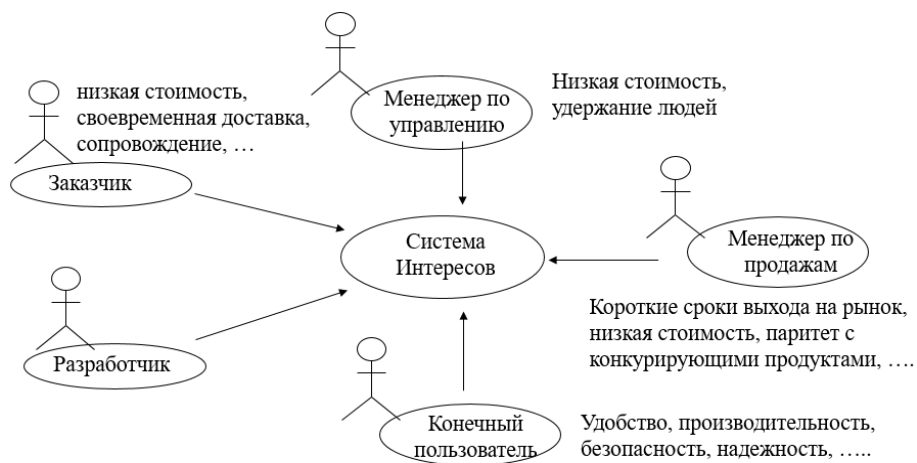 низкая стоимость,
своевременная доставка,
сопровождение, …
Заказчик
Менеджер по
управлению
Низкая стоимость,
удержание людей
Система
Интересов
Менеджер по
продажам
Короткие сроки выхода на рынок,
низкая стоимость, паритет с
конкурирующими продуктами, ….
Разработчик
Конечный
пользователь
Удобство, производительность,
безопасность, надежность, …..